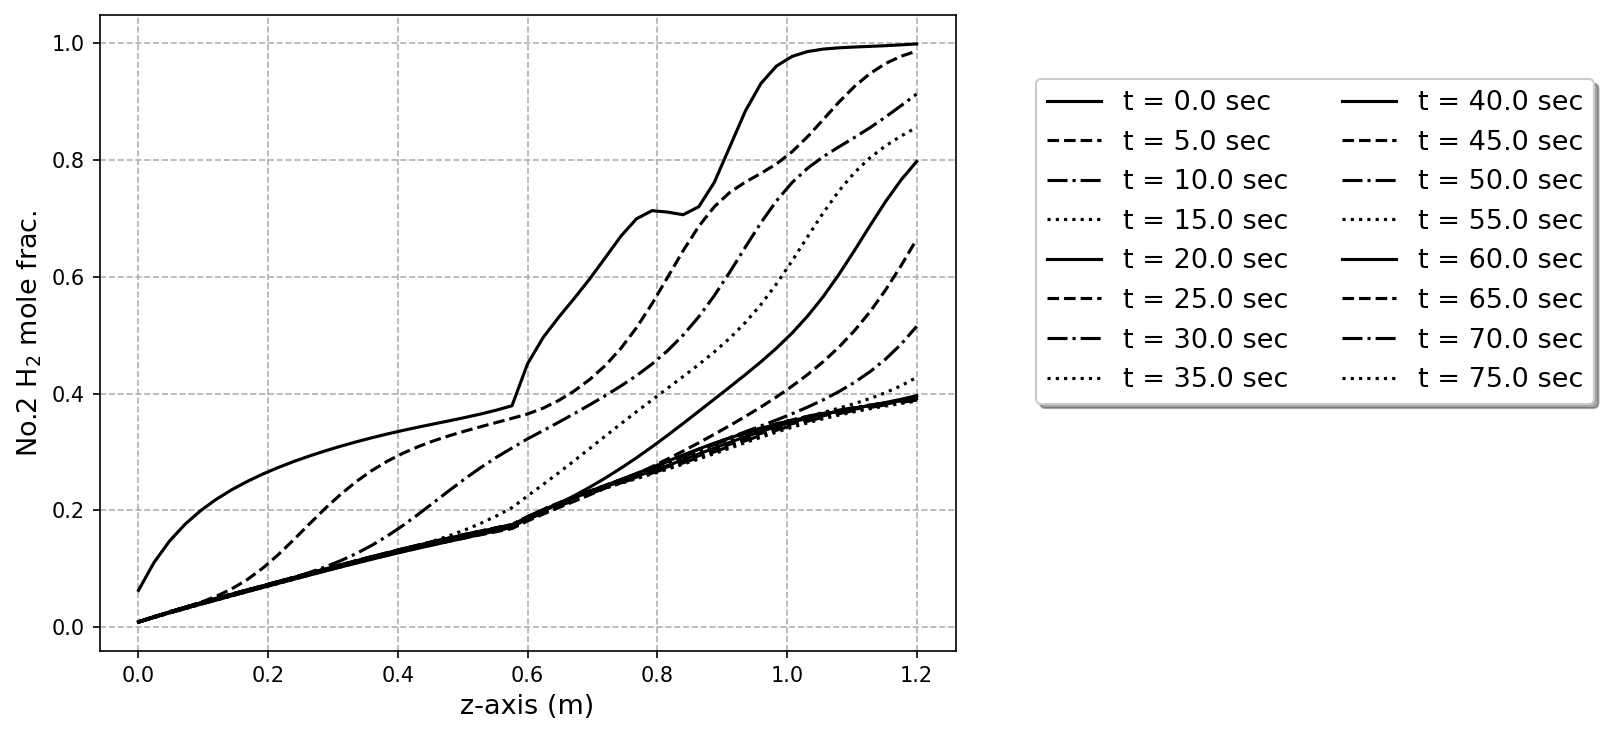 1.0
0.8
0.6
0.4
0.2
0.0
No.2 H₂ mole frac.
0.0 0.2 0.4 0.6 0.8 1.0 1.2
z-axis (m)
t = 0.0 sec t = 40.0 sec
t = 5.0 sec t = 45.0 sec
t = 10.0 sec t = 50.0 sec
t = 15.0 sec t = 55.0 sec
t = 20.0 sec t = 60.0 sec
t = 25.0 sec t = 65.0 sec
t = 30.0 sec t = 70.0 sec
t = 35.0 sec t = 75.0 sec